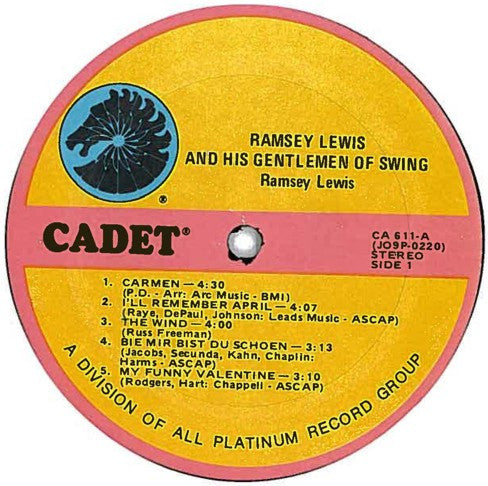 RAMSEY LEWIS
AND HIS GENTLEMEN OF SWING
Ramsey Lewis
®
CADET®
CA 611-A
(JO9P-0220)
STEREO
SIDE 1
1. CARMEN — 4:30
(P.D. - Arr: Arc Music - BMI)
2. I'LL REMEMBER APRIL — 4:07
(Raye, DePaul, Johnson: Leads Music - ASCAP)
3. THE WIND — 4:00
(Russ Freeman)
4. BIE MIR BIST DU SCHOEN — 3:13
(Jacobs, Secunda, Kahn, Chaplin:
Harms - ASCAP)
5. MY FUNNY VALENTINE — 3:10
(Rodgers, Hart: Chappell - ASCAP)
A DIVISION OF ALL PLATINUM RECORD GROUP